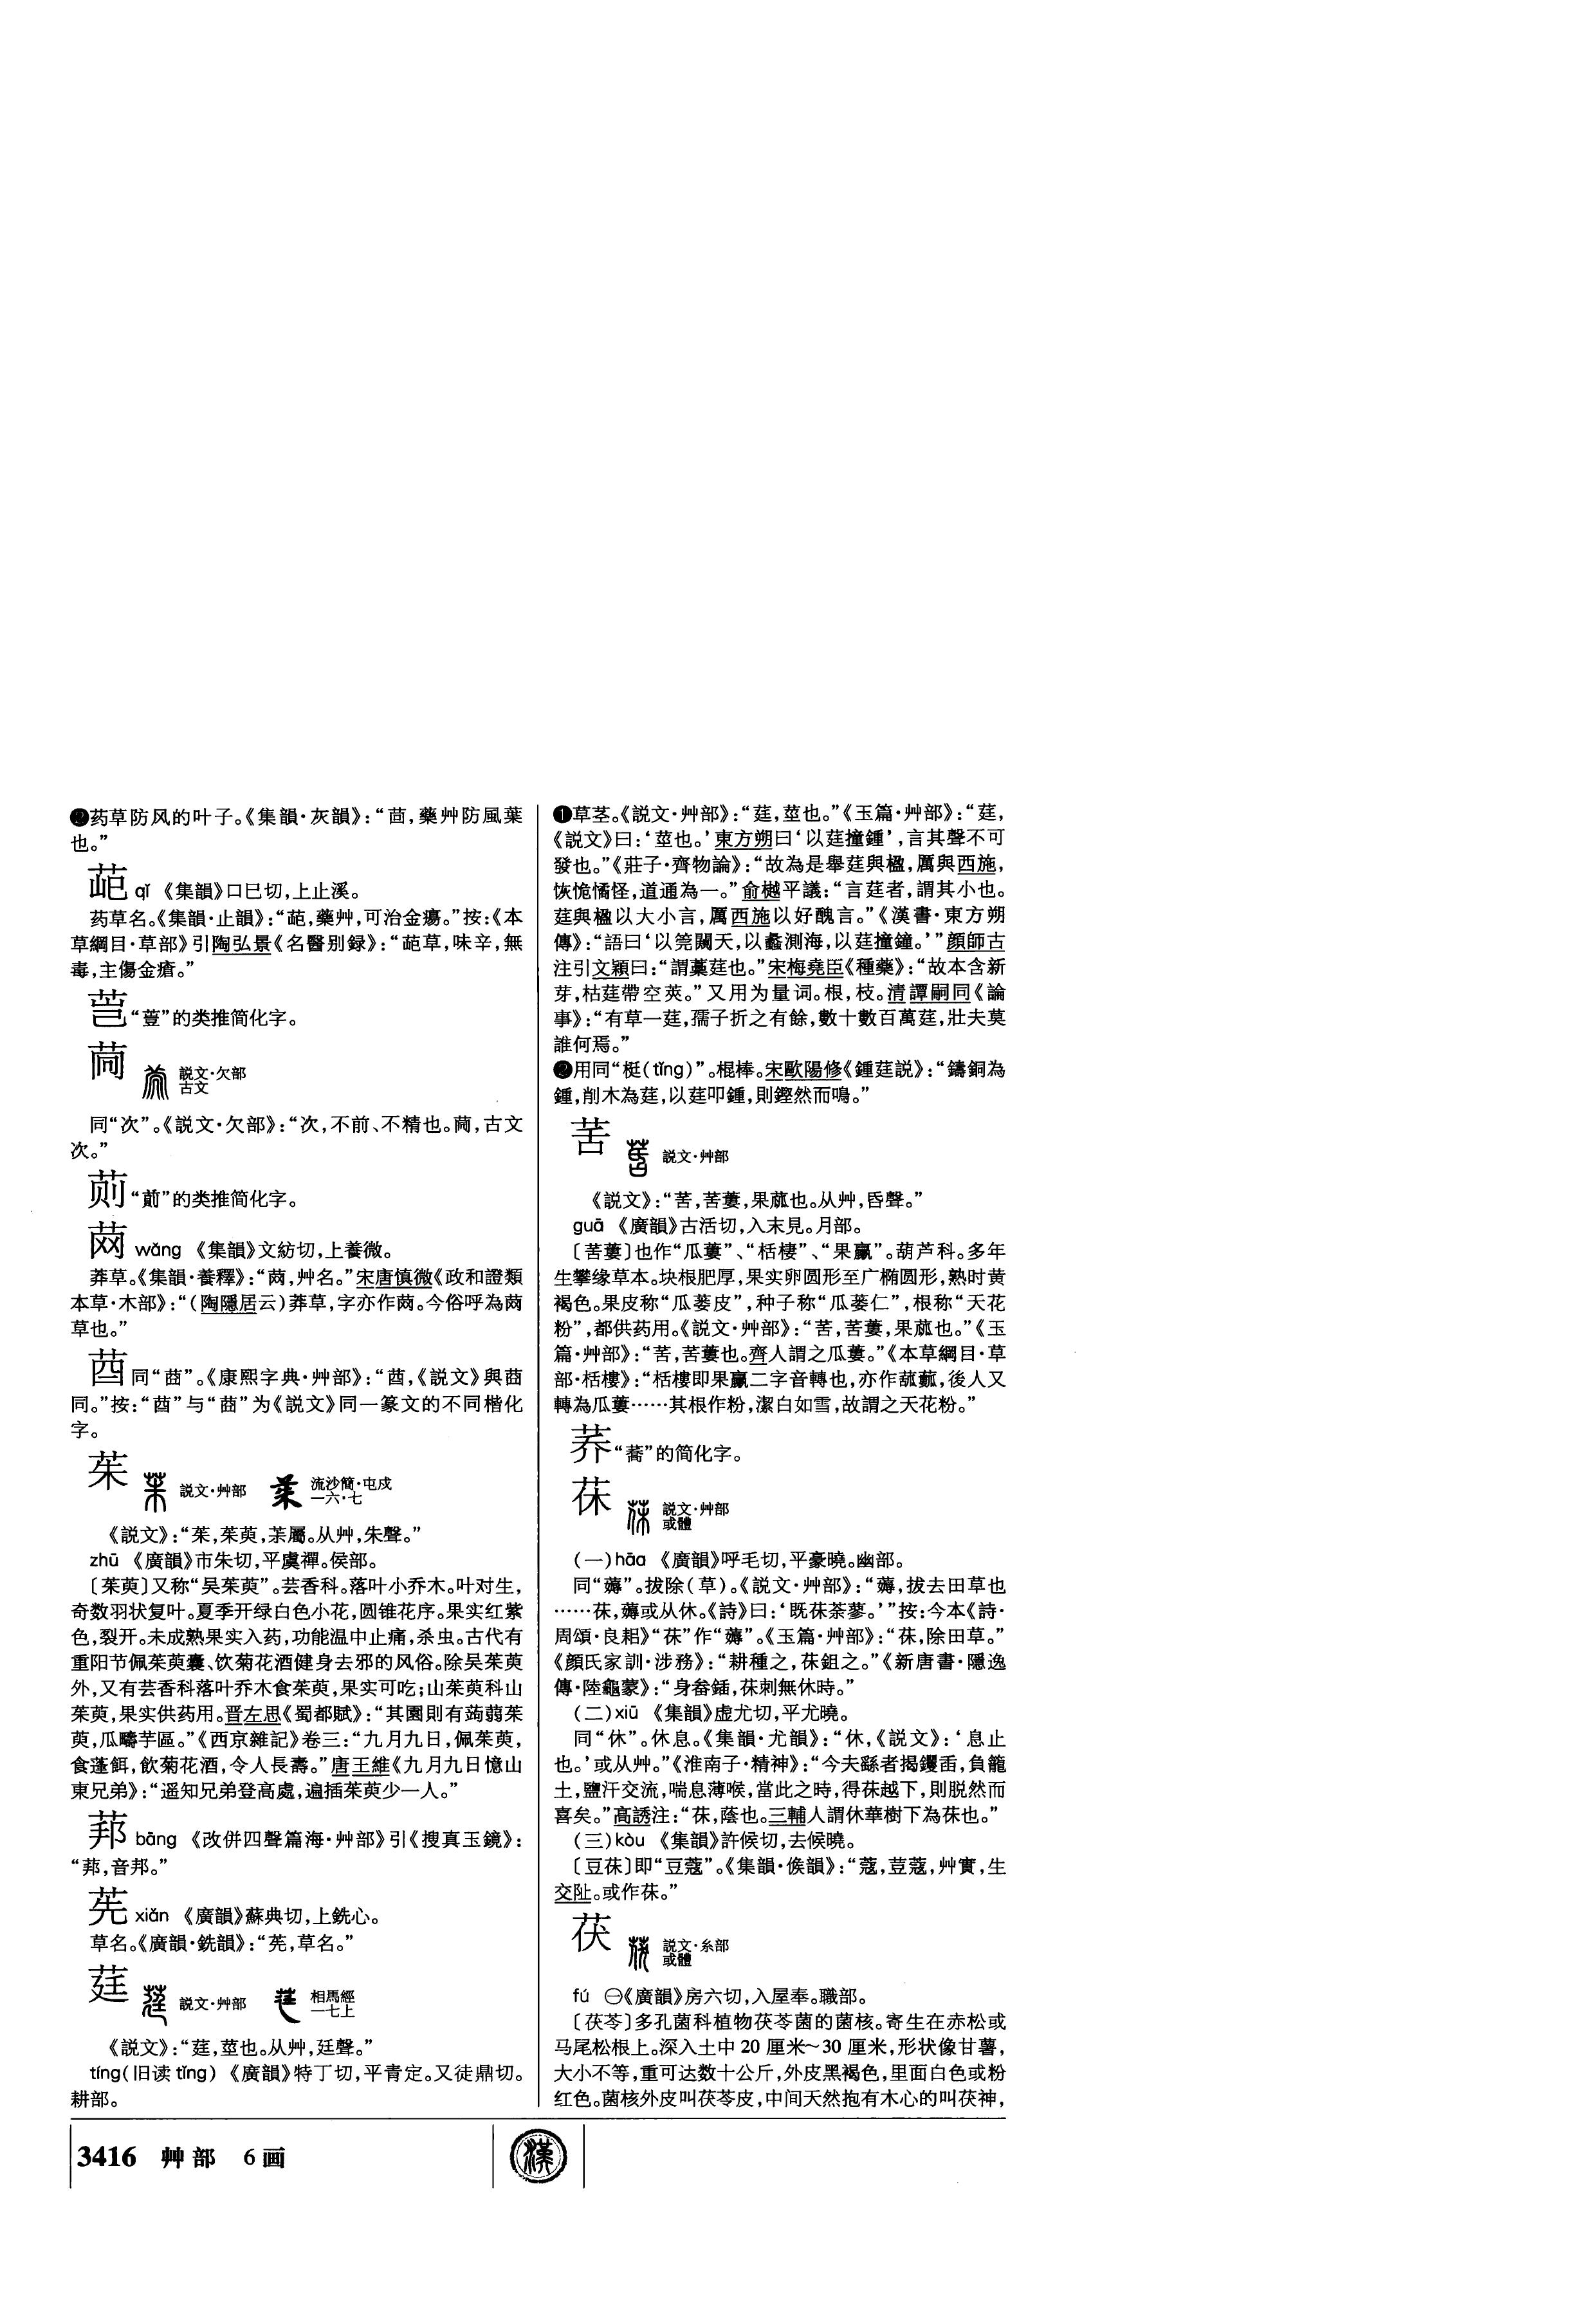 ❷药草防风的叶子。《集韻·灰韻》：“茴，藥艸防風葉
也。”
qǐ 《集韻》口巳切，上止溪。
药草名。《集韻·止韻》：“，藥艸，可治金瘍。”按：《本
草綱目·草部》引陶弘景《名醫别録》：“草，味辛，無
毒，主傷金瘡。”
“荳”的类推简化字。
説文·欠部
古文
同“次”。《説文·欠部》：“次，不前、不精也。，古文
次。”
“葪”的类推简化字。
wǎng 《集韻》文紡切，上養微。
莽草。《集韻·養釋》：“，艸名。”宋唐慎微《政和證類
本草·木部》：“（陶隱居云）莽草，字亦作。今俗呼為
草也。”
莤 同“茜”。《康熙字典·艸部》：“莤，《説文》與茜
同。”按：“莤”与“茜”为《説文》同一篆文的不同楷化
字。
茱 説文·艸部 流沙簡·屯戍
一六·七
《説文》：“茱，茱萸，茮屬。从艸，朱聲。”
zhū 《廣韻》市朱切，平虞禪。侯部。
〔茱萸〕又称“吴茱萸”。芸香科。落叶小乔木。叶对生，
奇数羽状复叶。夏季开绿白色小花，圆锥花序。果实红紫
色，裂开。未成熟果实入药，功能温中止痛，杀虫。古代有
重阳节佩茱萸囊、饮菊花酒健身去邪的风俗。除吴茱萸
外，又有芸香科落叶乔木食茱萸，果实可吃；山茱萸科山
茱萸，果实供药用。晋左思《蜀都賦》：“其園則有蒟蒻茱
萸，瓜疇芋區。”《西京雜記》卷三：“九月九日，佩茱萸，
食蓬餌，飲菊花酒，令人長壽。”唐王維《九月九日憶山
東兄弟》：“遥知兄弟登高處，遍插茱萸少一人。”
bāng 《改併四聲篇海·艸部》引《搜真玉鏡》：
“，音邦。”
xiǎn 《廣韻》蘇典切，上銑心。
草名。《廣韻·銑韻》：“，草名。”
莛 説文·艸部 相馬經
一七上
《説文》：“莛，莖也。从艸，廷聲。”
tíng（旧读tǐng） 《廣韻》特丁切，平青定。又徒鼎切。
耕部。
❶草茎。《説文·艸部》：“莛，莖也。”《玉篇·艸部》：“莛，
《説文》曰：‘莖也。’東方朔曰‘以莛撞鍾’，言其聲不可
發也。”《莊子·齊物論》：“故為是舉莛與楹，厲與西施，
恢恑憰怪，道通為一。”俞樾平議：“言莛者，謂其小也。
莛與楹以大小言，厲西施以好醜言。”《漢書·東方朔
傳》：“語曰‘以筦闚天，以蠡測海，以莛撞鐘。’”顔師古
注引文穎曰：“謂藁莛也。”宋梅堯臣《種藥》：“故本含新
芽，枯莛帶空莢。”又用为量词。根，枝。清譚嗣同《論
事》：“有草一莛，孺子折之有餘，數十數百萬莛，壯夫莫
誰何焉。”
❷用同“梃（tǐng）”。棍棒。宋歐陽修《鍾莛説》：“鑄銅為
鍾，削木為莛，以莛叩鍾，則鏗然而鳴。”
説文·艸部
《説文》：“，蔞，果蓏也。从艸，昏聲。”
guā 《廣韻》古活切，入末見。月部。
〔蔞〕也作“瓜蔞”、“栝樓”、“果臝”。葫芦科。多年
生攀缘草本。块根肥厚，果实卵圆形至广椭圆形，熟时黄
褐色。果皮称“瓜蒌皮”，种子称“瓜蒌仁”，根称“天花
粉”，都供药用。《説文·艸部》：“，蔞，果蓏也。”《玉
篇·艸部》：“，蔞也。齊人謂之瓜蔞。”《本草綱目·草
部·栝樓》：“栝樓即果臝二字音轉也，亦作，後人又
轉為瓜蔞……其根作粉，潔白如雪，故謂之天花粉。”
荞 “蕎”的简化字。
茠 説文·艸部
或體
（一）hāo 《廣韻》呼毛切，平豪曉。幽部。
同“薅”。拔除（草）。《説文·艸部》：“薅，拔去田草也
……茠，薅或从休。《詩》曰：‘既茠荼蓼。’”按：今本《詩·
周頌·良耜》“茠”作“薅”。《玉篇·艸部》：“茠，除田草。”
《顔氏家訓·涉務》：“耕種之，茠鉏之。”《新唐書·隱逸
傳·陸龜蒙》：“身畚鍤，茠刺無休時。”
（二）xiū 《集韻》虚尤切，平尤曉。
同“休”。休息。《集韻·尤韻》：“休，《説文》：‘息止
也。’或从艸。”《淮南子·精神》：“今夫繇者揭钁臿，負籠
土，鹽汗交流，喘息薄喉，當此之時，得茠越下，則脱然而
喜矣。”高誘注：“茠，蔭也。三輔人謂休華樹下為茠也。”
（三）kòu 《集韻》許候切，去候曉。
〔豆茠〕即“豆蔻”。《集韻·候韻》：“蔻，荳蔻，艸實，生
交阯。或作茠。”
茯 説文·糸部
或體
fú ㊀《廣韻》房六切，入屋奉。職部。
〔茯苓〕多孔菌科植物茯苓菌的菌核。寄生在赤松或
马尾松根上。深入土中20厘米～30厘米，形状像甘薯，
大小不等，重可达数十公斤，外皮黑褐色，里面白色或粉
红色。菌核外皮叫茯苓皮，中间天然抱有木心的叫茯神，
3416 艸部 6画
漢